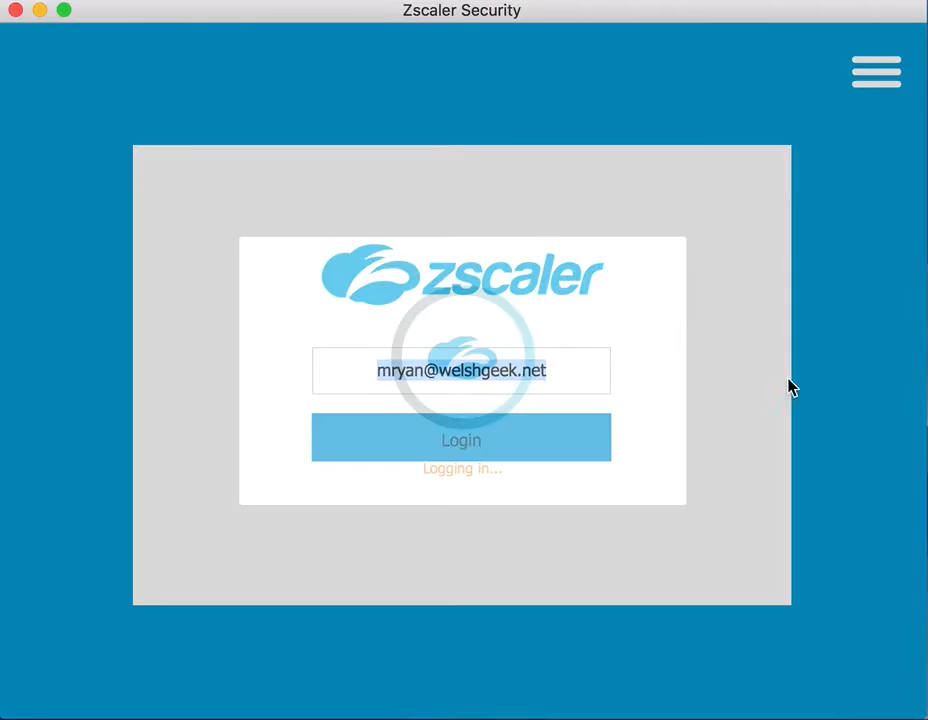 Zscaler Security
zscaler
mryan@welshgeek.net
Login
Logging in...